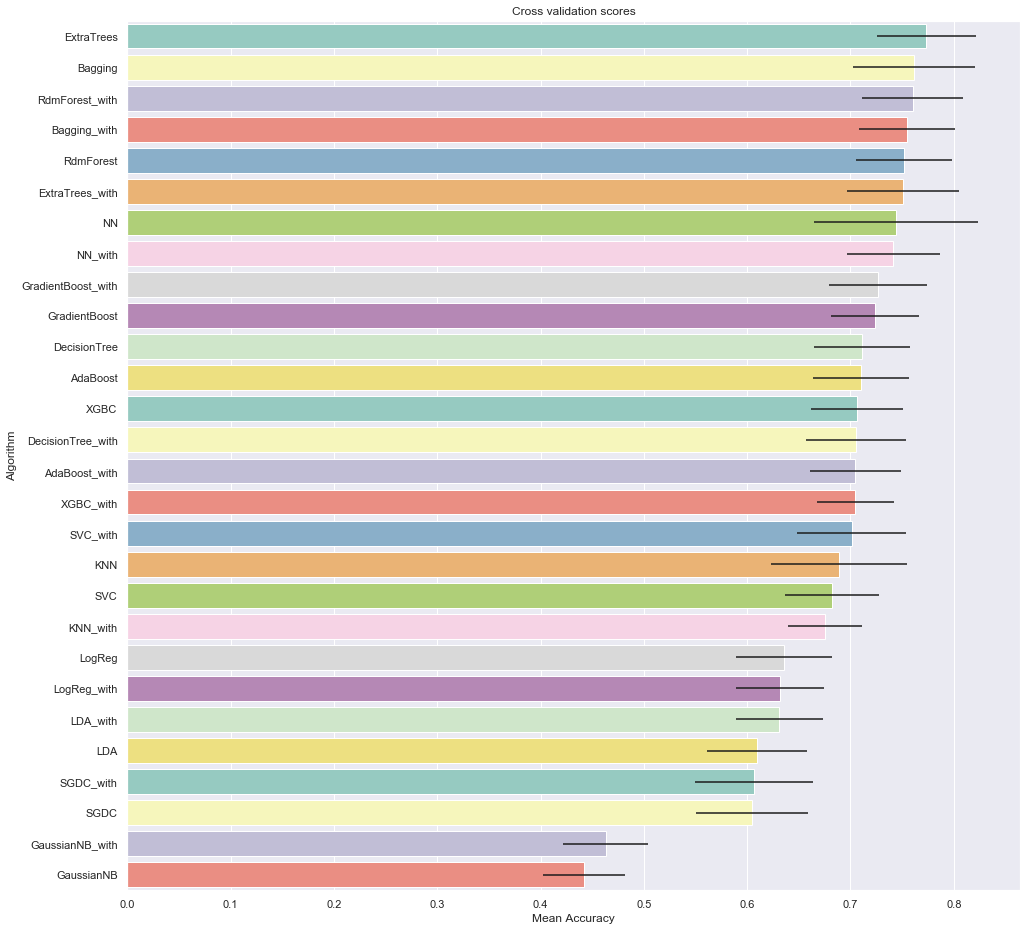 Cross validation scores
ExtraTrees
Bagging
RdmForest_with
Bagging_with
RdmForest
ExtraTrees_with
NN
NN_with
GradientBoost_with
GradientBoost
DecisionTree
AdaBoost
XGBC
DecisionTree_with
AdaBoost_with
XGBC_with
SVC_with
KNN
SVC
KNN_with
LogReg
LogReg_with
LDA_with
LDA
SGDC_with
SGDC
GaussianNB_with
GaussianNB
Algorithm
0.0 0.1 0.2 0.3 0.4 0.5 0.6 0.7 0.8
Mean Accuracy